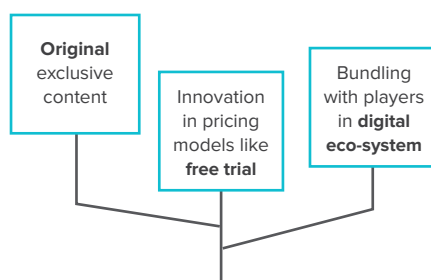 Original
exclusive
content
Innovation
in pricing
models like
free trial
Bundling
with players
in digital
eco-system